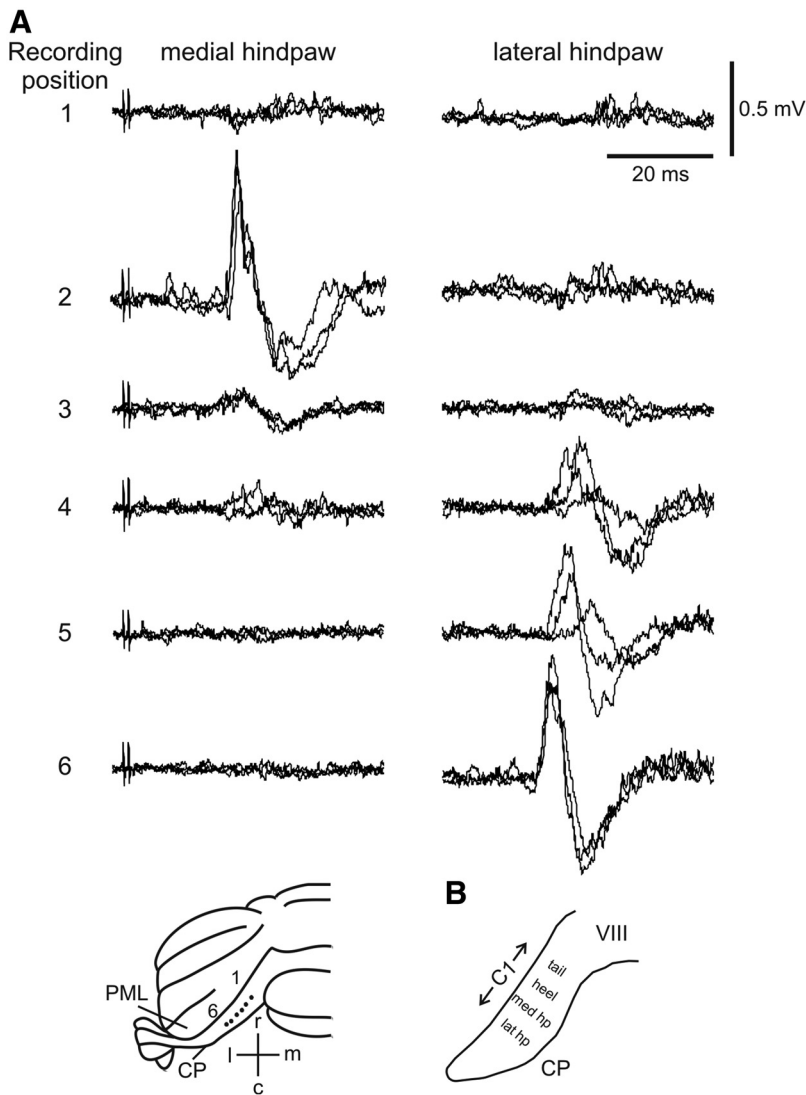 A
Recording position
medial hindpaw
lateral hindpaw
1
0.5 mV
20 ms
2
3
4
5
6
B
VIII
C1
tail
heel
med hp
lat hp
CP
1
PML
6
r
l
m
CP
c